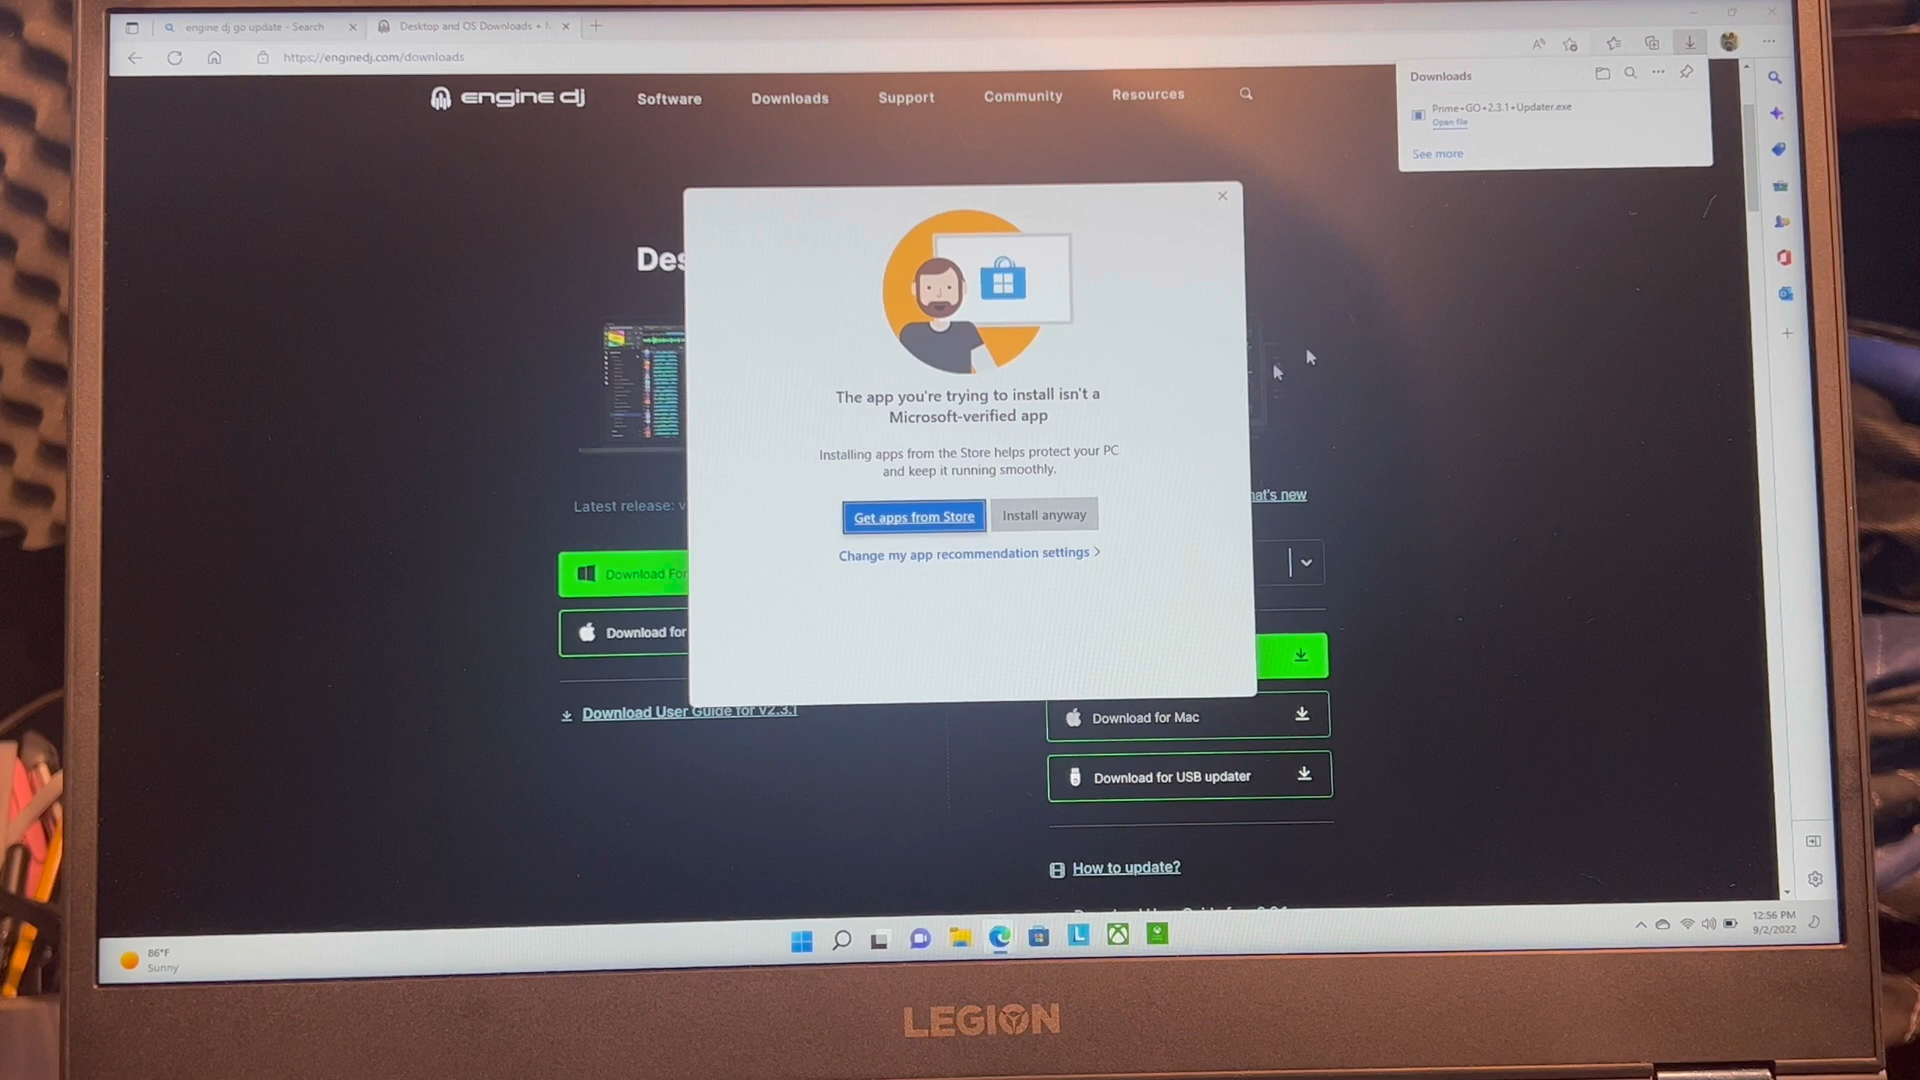 engine dj go update - Search
Desktop and OS Downloads
https://enginedj.com/downloads
Downloads
Prime+GO+2.3.1+Updater.exe
Open file
See more
engine dj
Software
Downloads
Support
Community
Resources
The app you're trying to install isn't a
Microsoft-verified app
Installing apps from the Store helps protect your PC
and keep it running smoothly.
Get apps from Store
Install anyway
Change my app recommendation settings >
Des
Latest release: v
Download For
Download for
Download User Guide for v2.3.1
hat's new
Download for Mac
Download for USB updater
How to update?
86°F
Sunny
12:56 PM
9/2/2022
LEGION